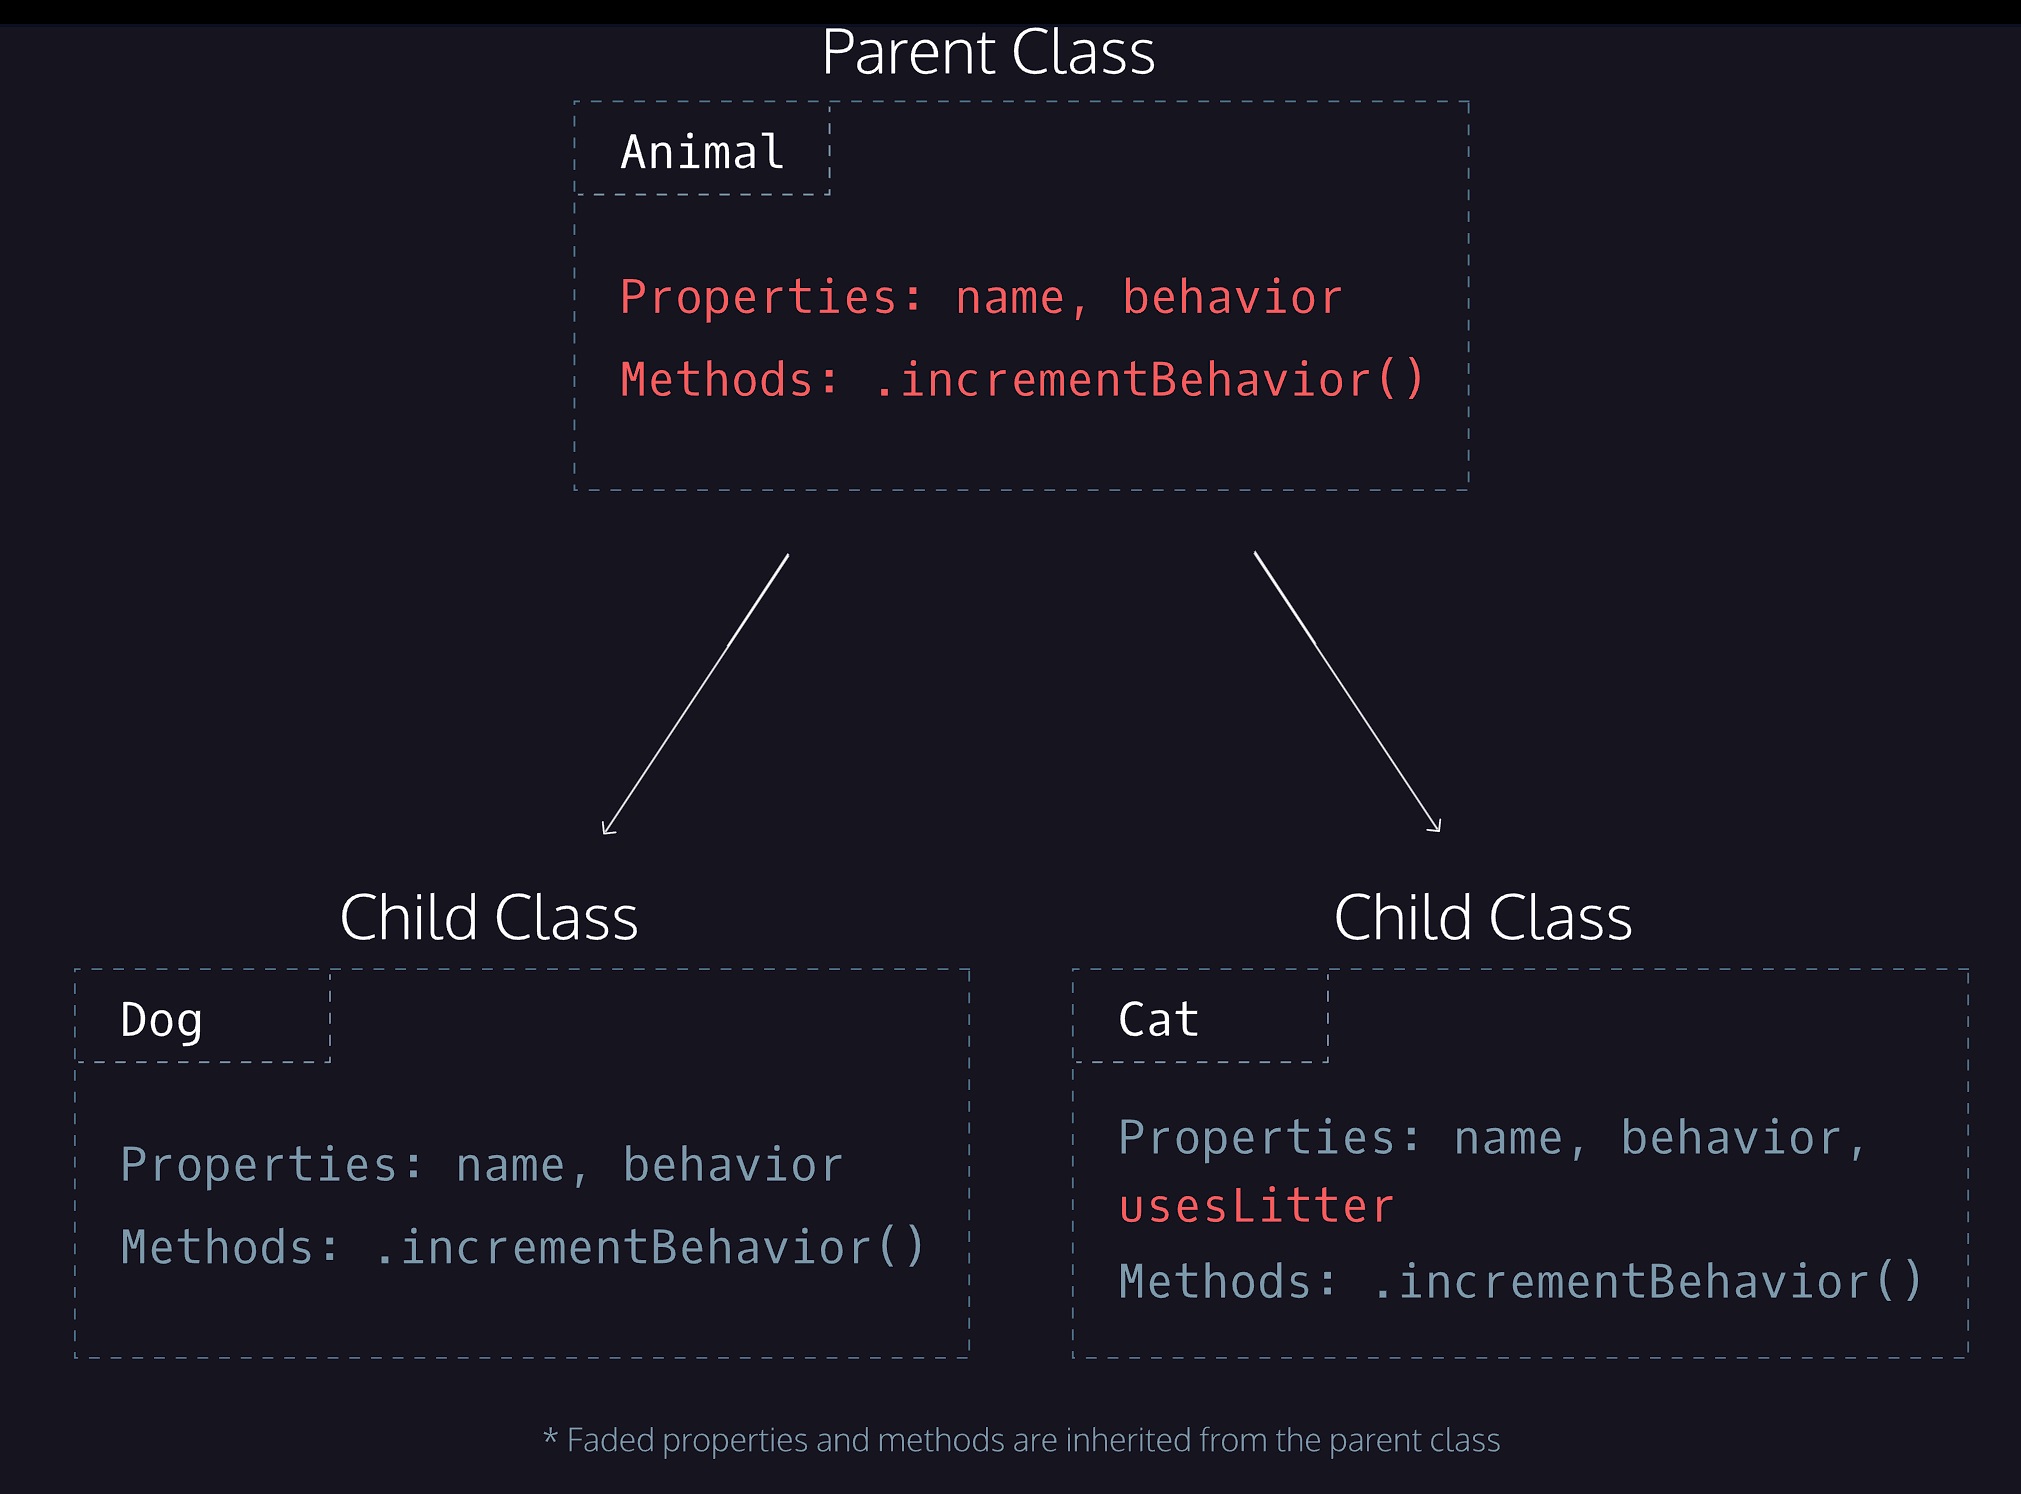 Parent Class
Animal
Properties: name, behavior
Methods: .incrementBehavior()
Child Class
Dog
Properties: name, behavior
Methods: .incrementBehavior()
Child Class
Cat
Properties: name, behavior,
usesLitter
Methods: .incrementBehavior()
* Faded properties and methods are inherited from the parent class